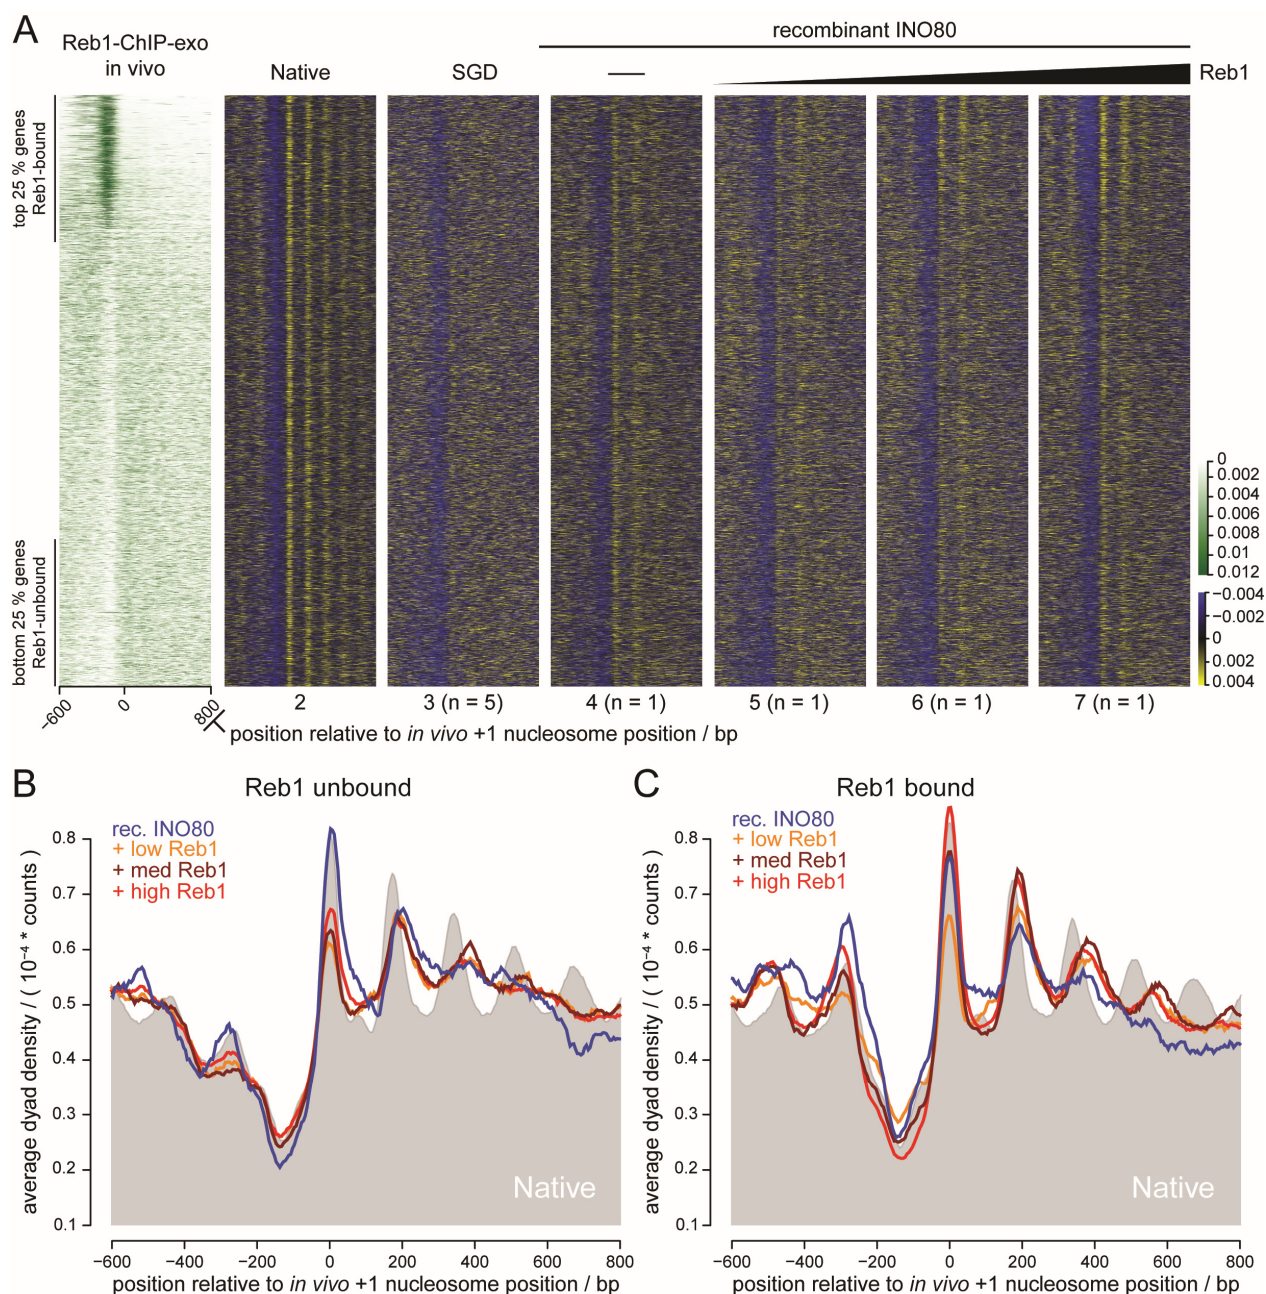 A
Reb1-ChIP-exo
in vivo
Native
SGD
recombinant INO80
—
Reb1
top 25 % genes
Reb1-bound
bottom 25 % genes
Reb1-unbound
0
0.002
0.004
0.006
0.008
0.01
0.012
−0.004
−0.002
0
0.002
0.004
−600
0
800
2
3 (n = 5)
4 (n = 1)
5 (n = 1)
6 (n = 1)
7 (n = 1)
position relative to in vivo +1 nucleosome position / bp
B
Reb1 unbound
rec. INO80
+ low Reb1
+ med Reb1
+ high Reb1
average dyad density / ( 10⁻⁴ * counts )
0.8
0.7
0.6
0.5
0.4
0.3
0.2
0.1
Native
−600
−400
−200
0
200
400
600
800
position relative to in vivo +1 nucleosome position / bp
C
Reb1 bound
rec. INO80
+ low Reb1
+ med Reb1
+ high Reb1
average dyad density / ( 10⁻⁴ * counts )
0.8
0.7
0.6
0.5
0.4
0.3
0.2
0.1
Native
−600
−400
−200
0
200
400
600
800
position relative to in vivo +1 nucleosome position / bp